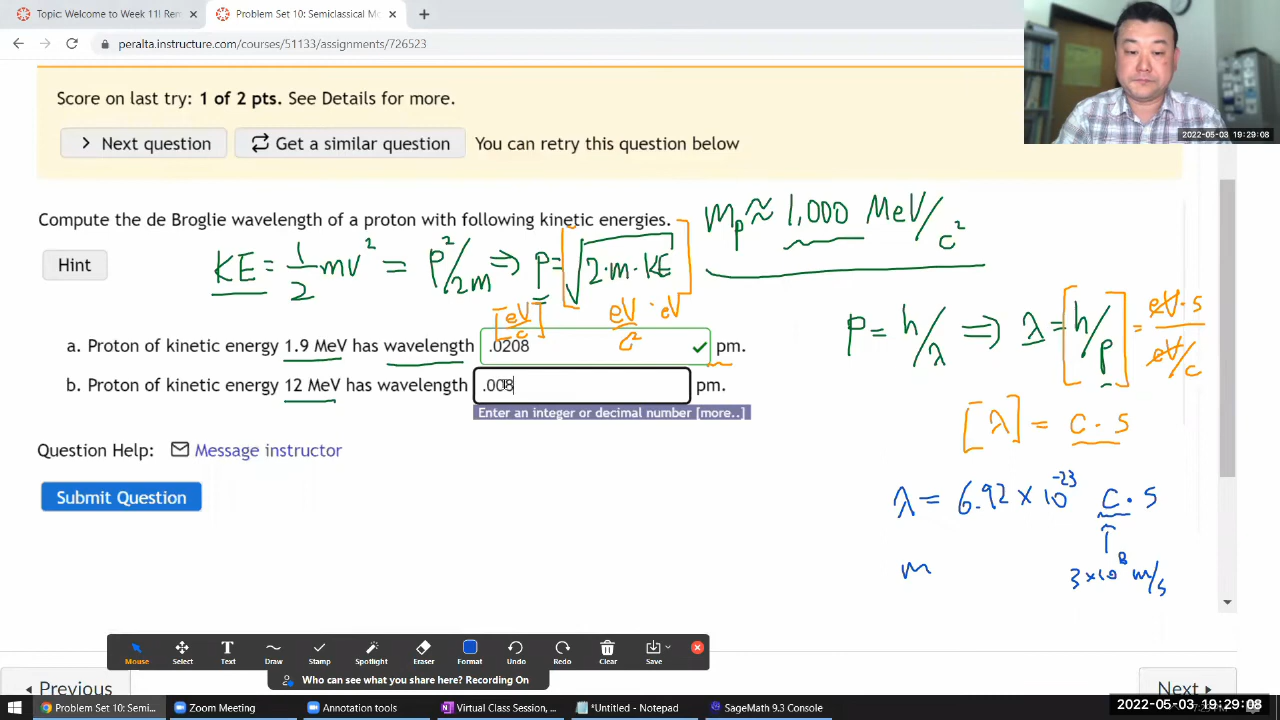 Topic: Welcome to Week 11! Ren
Problem Set 10: Semiclassical Mo
peralta.instructure.com/courses/51133/assignments/726523
2022-05-03 19:29:08
Score on last try: 1 of 2 pts. See Details for more.
Next question
Get a similar question
You can retry this question below
Compute the de Broglie wavelength of a proton with following kinetic energies.
mp ≈ 1,000 MeV/c²
Hint
KE = 1/2 mv² = p²/2m ⇒ p = [√2·m·KE]
[eV/c] eV/c² · eV
p = h/λ ⇒ λ = [h/p] = eV·s / eV/c
a. Proton of kinetic energy 1.9 MeV has wavelength .0208 pm.
b. Proton of kinetic energy 12 MeV has wavelength .008 pm.
Enter an integer or decimal number [more..]
[λ] = c·s
Question Help: Message instructor
Submit Question
λ = 6.92 × 10⁻²³ c·s
m
3×10⁸ m/s
Mouse Select Text Draw Stamp Spotlight Eraser Format Undo Redo Clear Save
Who can see what you share here? Recording On
Previous
Next
Problem Set 10: Semi...
Zoom Meeting
Annotation tools
Virtual Class Session, ...
*Untitled - Notepad
SageMath 9.3 Console
2022-05-03 19:29:08